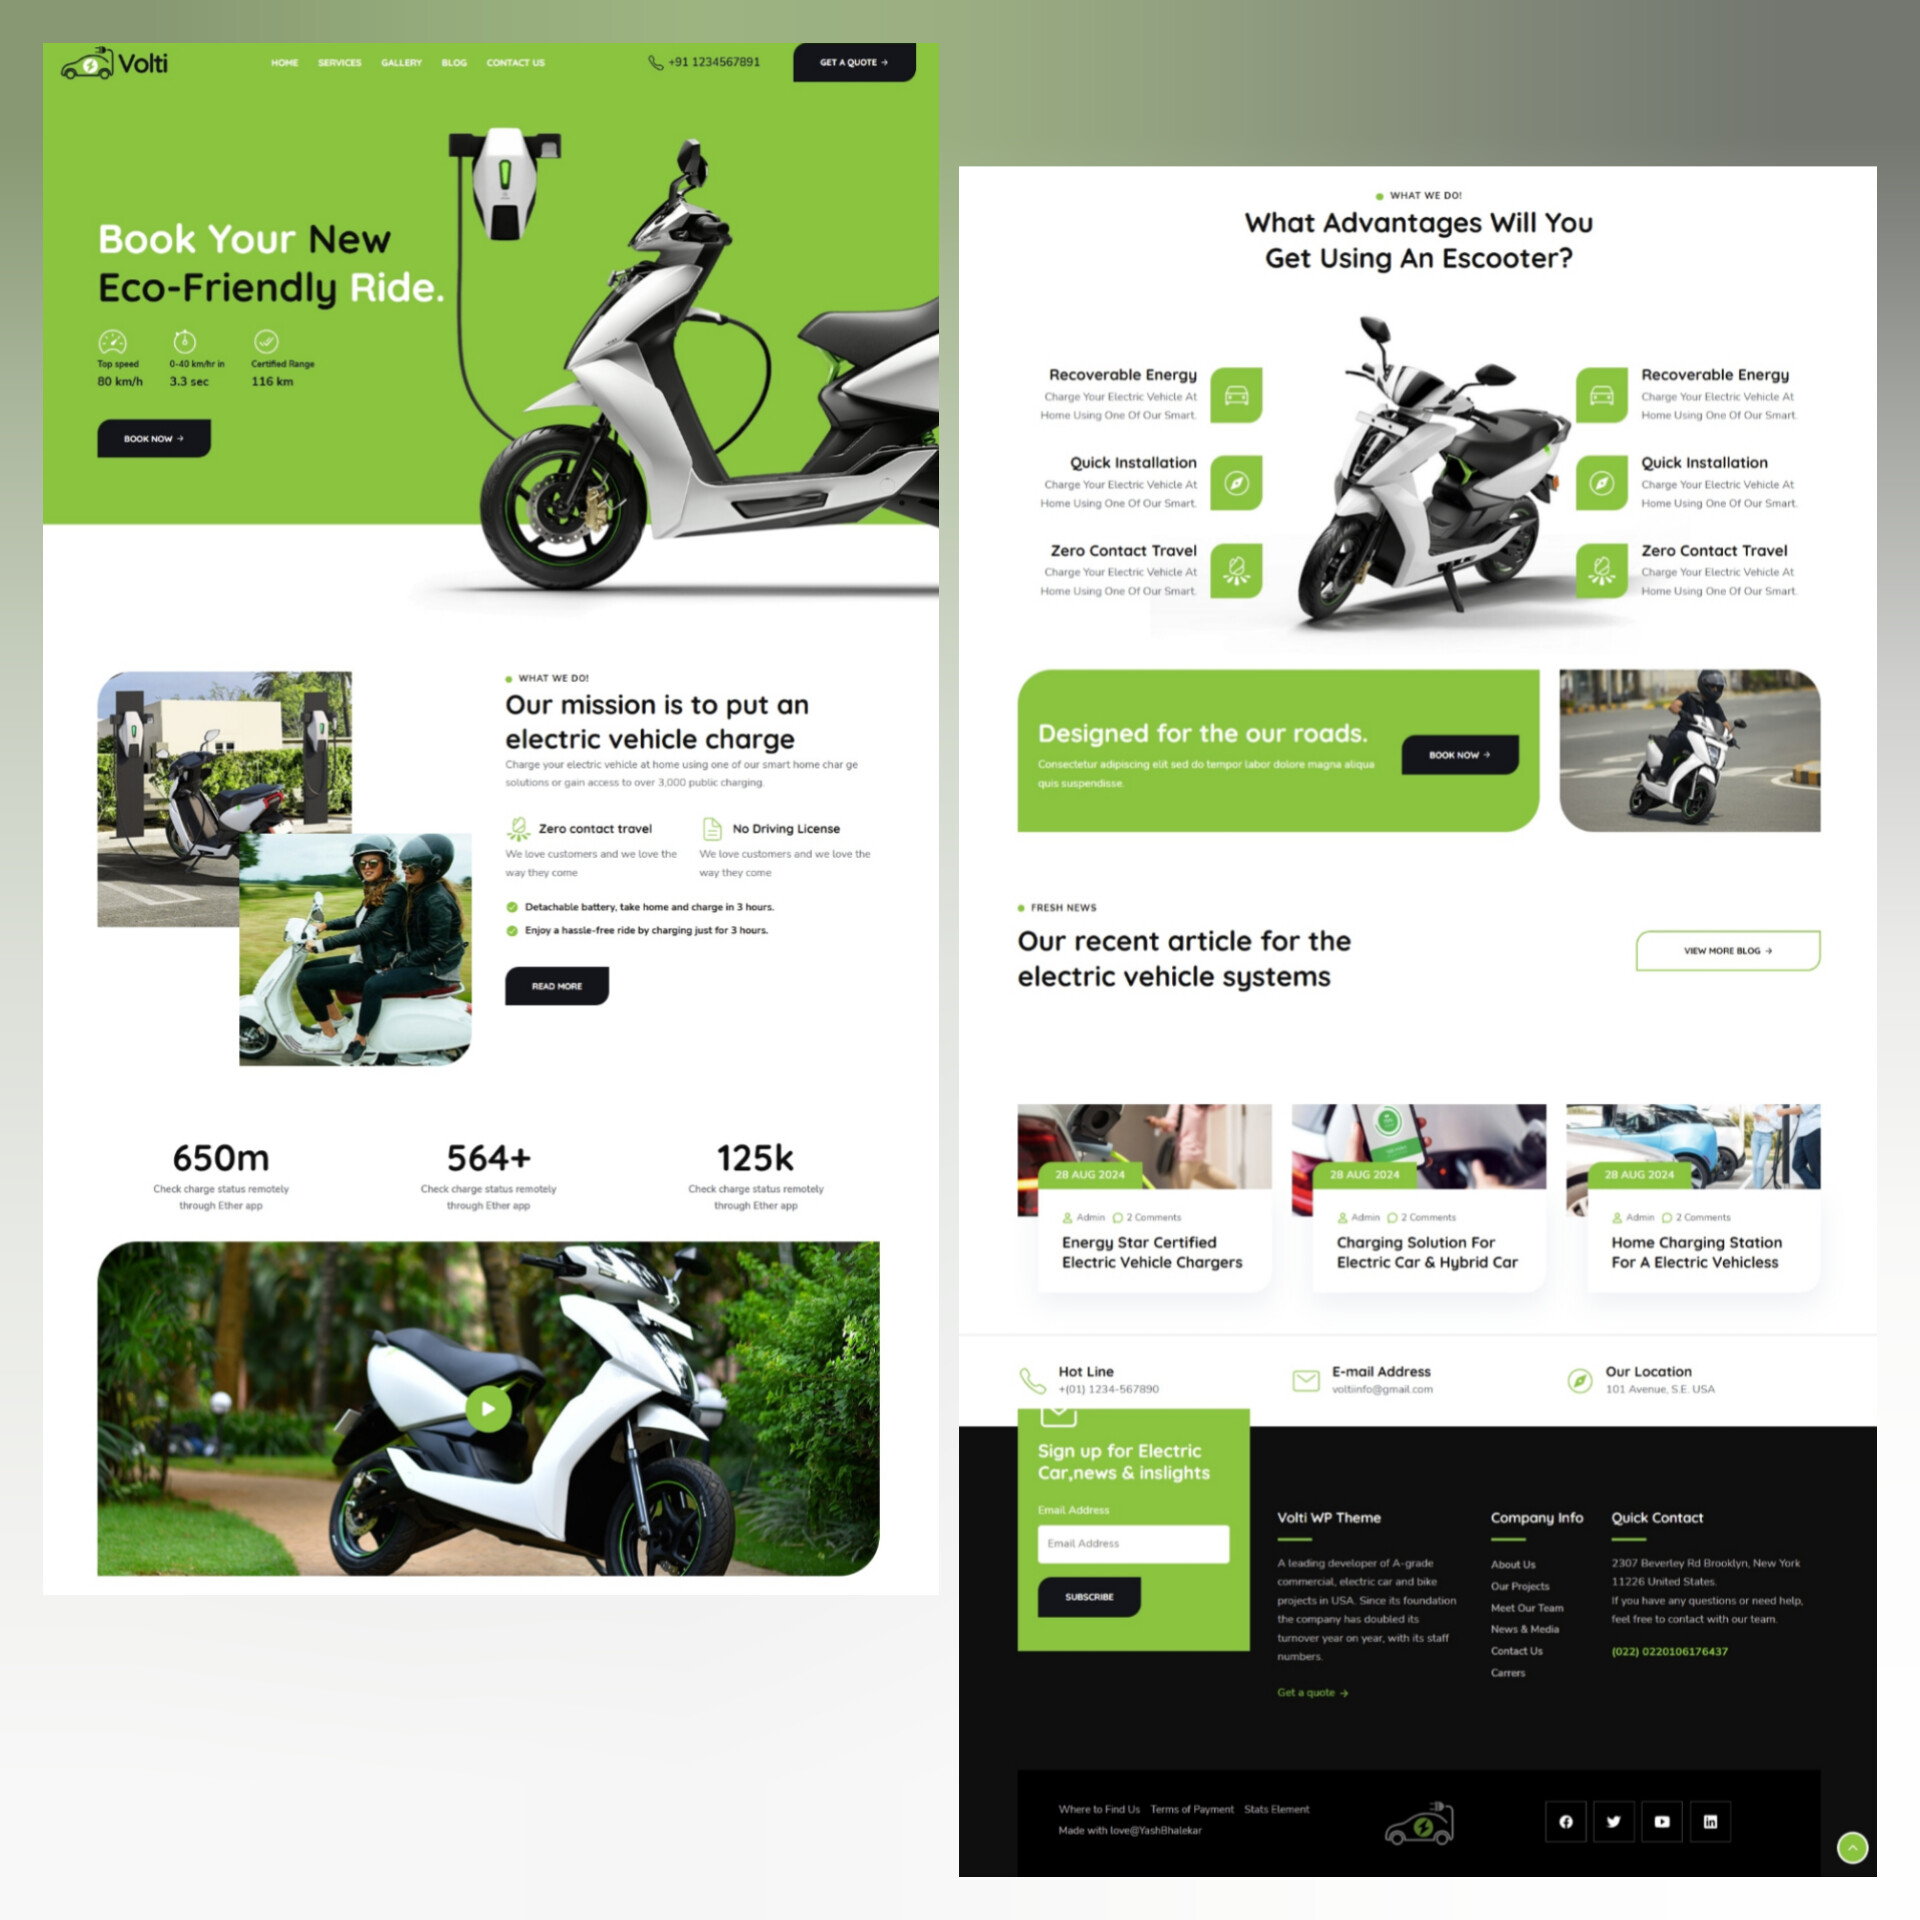 Volti
HOME SERVICES GALLERY BLOG CONTACT US
+91 1234567891
GET A QUOTE →
Book Your New
Eco-Friendly Ride.
Top speed
80 km/h
0-40 km/hr in
3.3 sec
Certified Range
116 km
BOOK NOW →
WHAT WE DO!
Our mission is to put an
electric vehicle charge
Charge your electric vehicle at home using one of our smart home char ge
solutions or gain access to over 3,000 public charging.
Zero contact travel
We love customers and we love the
way they come
No Driving License
We love customers and we love the
way they come
Detachable battery, take home and charge in 3 hours.
Enjoy a hassle-free ride by charging just for 3 hours.
READ MORE
650m
Check charge status remotely
through Ether app
564+
Check charge status remotely
through Ether app
125k
Check charge status remotely
through Ether app
WHAT WE DO!
What Advantages Will You
Get Using An Escooter?
Recoverable Energy
Charge Your Electric Vehicle At
Home Using One Of Our Smart.
Quick Installation
Charge Your Electric Vehicle At
Home Using One Of Our Smart.
Zero Contact Travel
Charge Your Electric Vehicle At
Home Using One Of Our Smart.
Recoverable Energy
Charge Your Electric Vehicle At
Home Using One Of Our Smart.
Quick Installation
Charge Your Electric Vehicle At
Home Using One Of Our Smart.
Zero Contact Travel
Charge Your Electric Vehicle At
Home Using One Of Our Smart.
Designed for the our roads.
Consectetur adipiscing elit sed do tempor labor dolore magna aliqua
quis suspendisse.
BOOK NOW →
FRESH NEWS
Our recent article for the
electric vehicle systems
VIEW MORE BLOG →
28 AUG 2024
Admin 2 Comments
Energy Star Certified
Electric Vehicle Chargers
28 AUG 2024
Admin 2 Comments
Charging Solution For
Electric Car & Hybrid Car
28 AUG 2024
Admin 2 Comments
Home Charging Station
For A Electric Vehicless
Hot Line
+(01) 1234-567890
E-mail Address
voltiinfo@gmail.com
Our Location
101 Avenue, S.E. USA
Sign up for Electric
Car,news & inslights
Email Address
Email Address
SUBSCRIBE
Volti WP Theme
A leading developer of A-grade
commercial, electric car and bike
projects in USA. Since its foundation
the company has doubled its
turnover year on year, with its staff
numbers.
Get a quote →
Company Info
About Us
Our Projects
Meet Our Team
News & Media
Contact Us
Carrers
Quick Contact
2307 Beverley Rd Brooklyn, New York
11226 United States.
If you have any questions or need help,
feel free to contact with our team.
(022) 0220106176437
Where to Find Us Terms of Payment Stats Element
Made with love@YashBhalekar